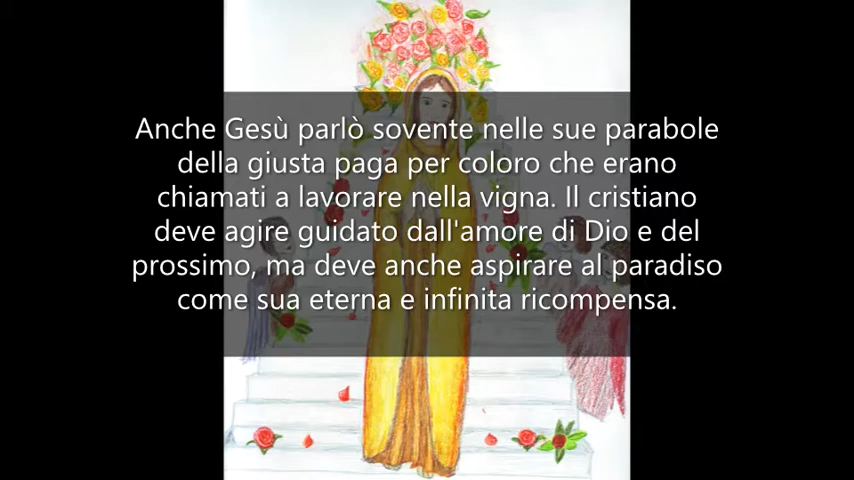 Anche Gesù parlò sovente nelle sue parabole
della giusta paga per coloro che erano
chiamati a lavorare nella vigna. Il cristiano
deve agire guidato dall'amore di Dio e del
prossimo, ma deve anche aspirare al paradiso
come sua eterna e infinita ricompensa.